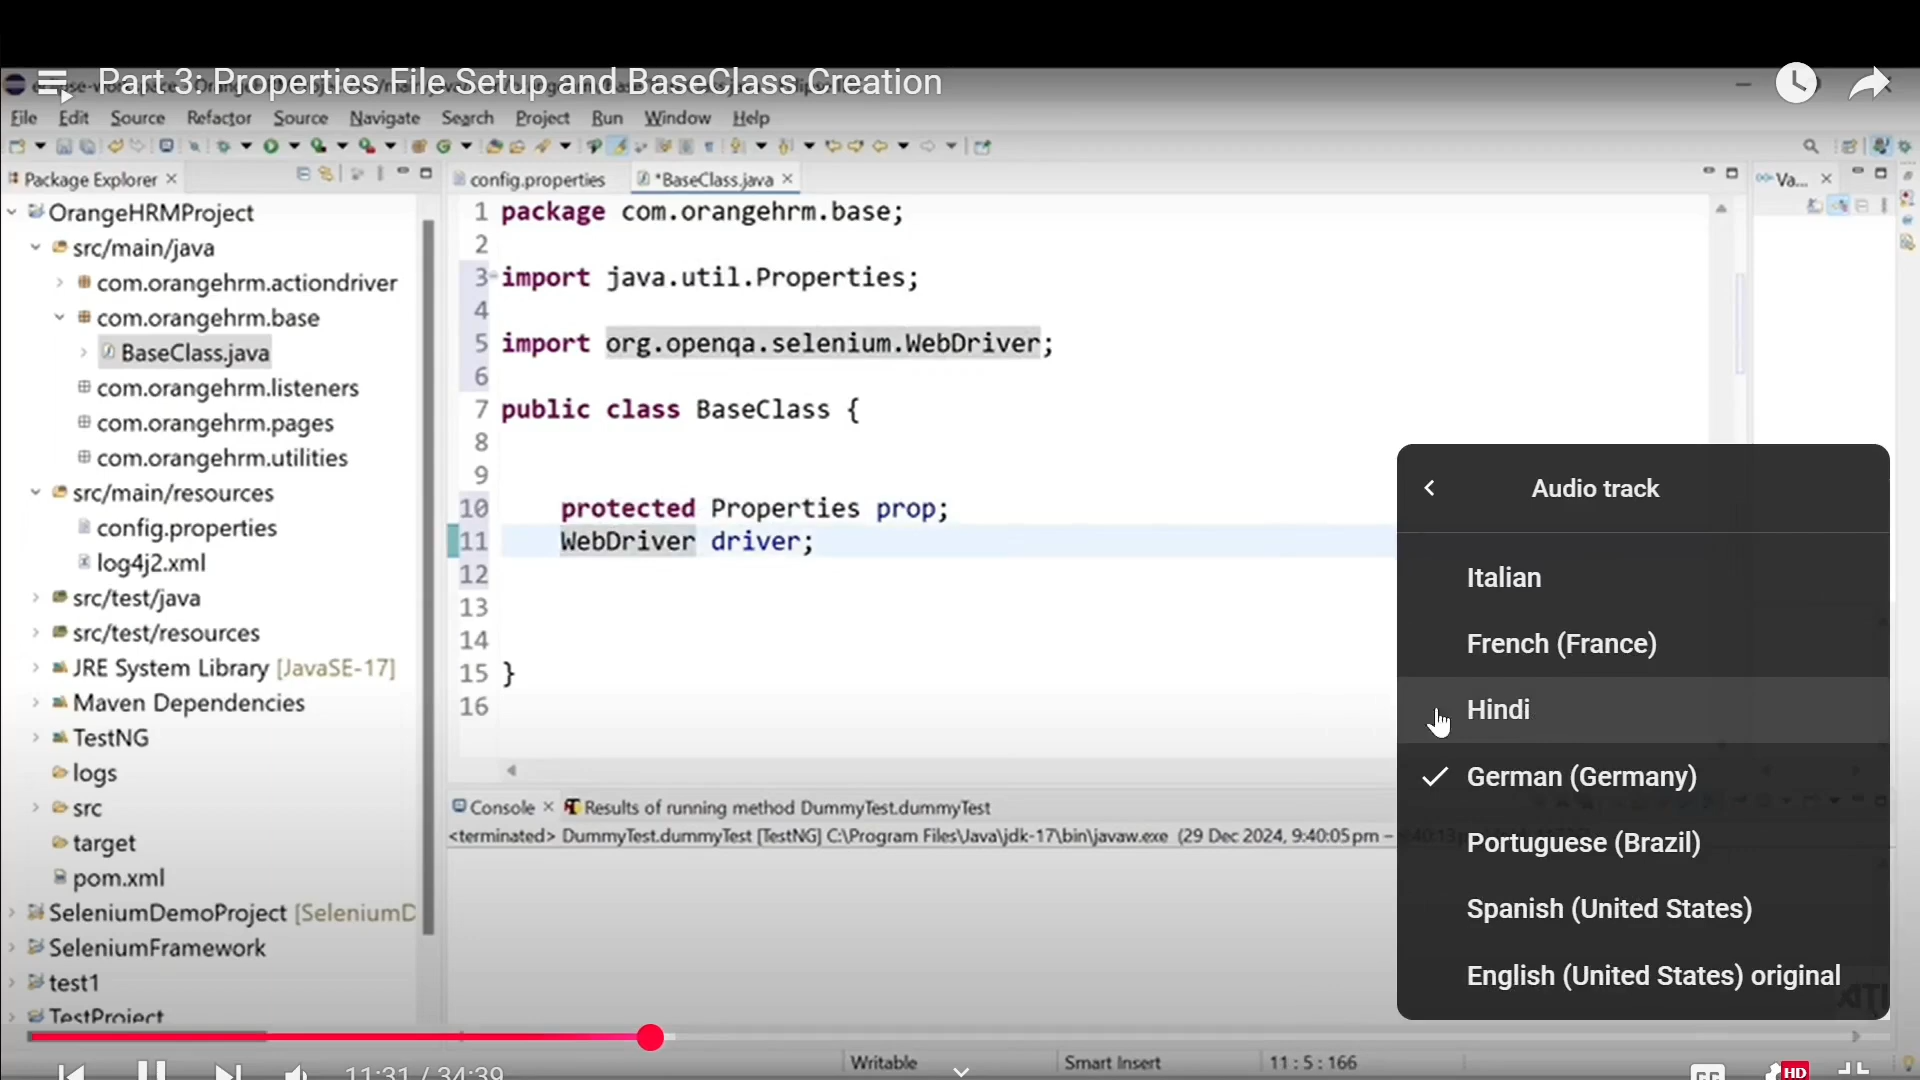 Part 3: Properties File Setup and BaseClass Creation
File Edit Source Refactor Source Navigate Search Project Run Window Help
Package Explorer
OrangeHRMProject
src/main/java
com.orangehrm.actiondriver
com.orangehrm.base
BaseClass.java
com.orangehrm.listeners
com.orangehrm.pages
com.orangehrm.utilities
src/main/resources
config.properties
log4j2.xml
src/test/java
src/test/resources
JRE System Library [JavaSE-17]
Maven Dependencies
TestNG
logs
src
target
pom.xml
SeleniumDemoProject [SeleniumD
SeleniumFramework
test1
TestProject
config.properties *BaseClass.java
Va...
1 package com.orangehrm.base;
2
3 import java.util.Properties;
4
5 import org.openqa.selenium.WebDriver;
6
7 public class BaseClass {
8
9
10 protected Properties prop;
11 WebDriver driver;
12
13
14
15 }
16
Console Results of running method DummyTest.dummyTest
<terminated> DummyTest.dummyTest [TestNG] C:\Program Files\Java\jdk-17\bin\javaw.exe (29 Dec 2024, 9:40:05 pm –
Audio track
Italian
French (France)
Hindi
German (Germany)
Portuguese (Brazil)
Spanish (United States)
English (United States) original
Writable Smart Insert 11 : 5 : 166
11:31 / 34:39
CC HD